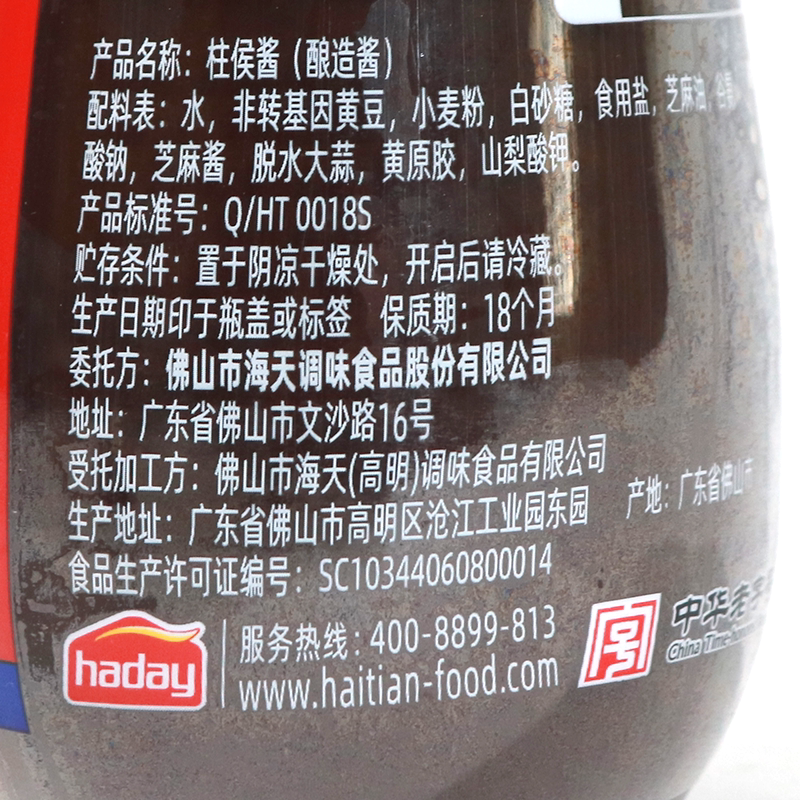 产品名称：柱侯酱（酿造酱）
配料表：水，非转基因黄豆，小麦粉，白砂糖，食用盐，芝麻油，谷氨
酸钠，芝麻酱，脱水大蒜，黄原胶，山梨酸钾。
产品标准号：Q/HT 0018S
贮存条件：置于阴凉干燥处，开启后请冷藏。
生产日期印于瓶盖或标签 保质期：18个月
委托方：佛山市海天调味食品股份有限公司
地址：广东省佛山市文沙路16号
受托加工方：佛山市海天(高明)调味食品有限公司
产地：广东省佛山市
生产地址：广东省佛山市高明区沧江工业园东园
食品生产许可证编号：SC10344060800014
haday
服务热线：400-8899-813
www.haitian-food.com
中华老字
China Time-hono